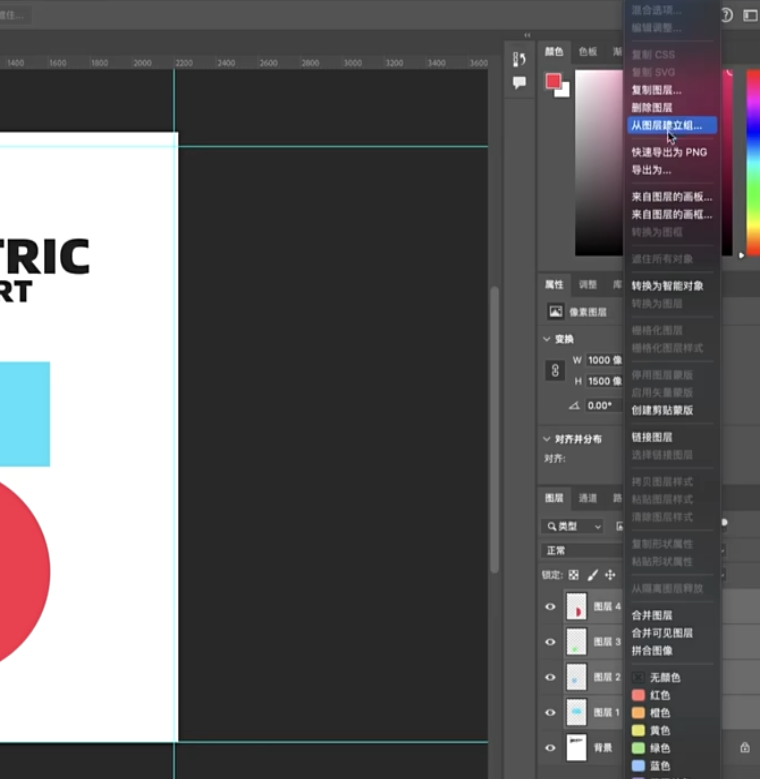 混合选项...
编辑调整...
1400 1600 1800 2000 2200 2400 2600 2800 3000 3200 3400 3600
颜色 色板 渐
复制 CSS
复制 SVG
复制图层...
删除图层
从图层建立组...
快速导出为 PNG
导出为...
来自图层的画板...
来自图层的画框...
转换为图框
遮住所有对象
转换为智能对象
转换为图层
栅格化图层
栅格化图层样式
停用图层蒙版
启用矢量蒙版
创建剪贴蒙版
链接图层
选择链接图层
拷贝图层样式
粘贴图层样式
清除图层样式
复制形状属性
粘贴形状属性
从隔离图层释放
合并图层
合并可见图层
拼合图像
无颜色
红色
橙色
黄色
绿色
蓝色
TRIC
RT
属性 调整 库
像素图层
变换
W 1000 像
H 1500 像
0.00°
对齐并分布
对齐:
图层 通道 路
类型
正常
锁定:
图层 4
图层 3
图层 2
图层 1
背景